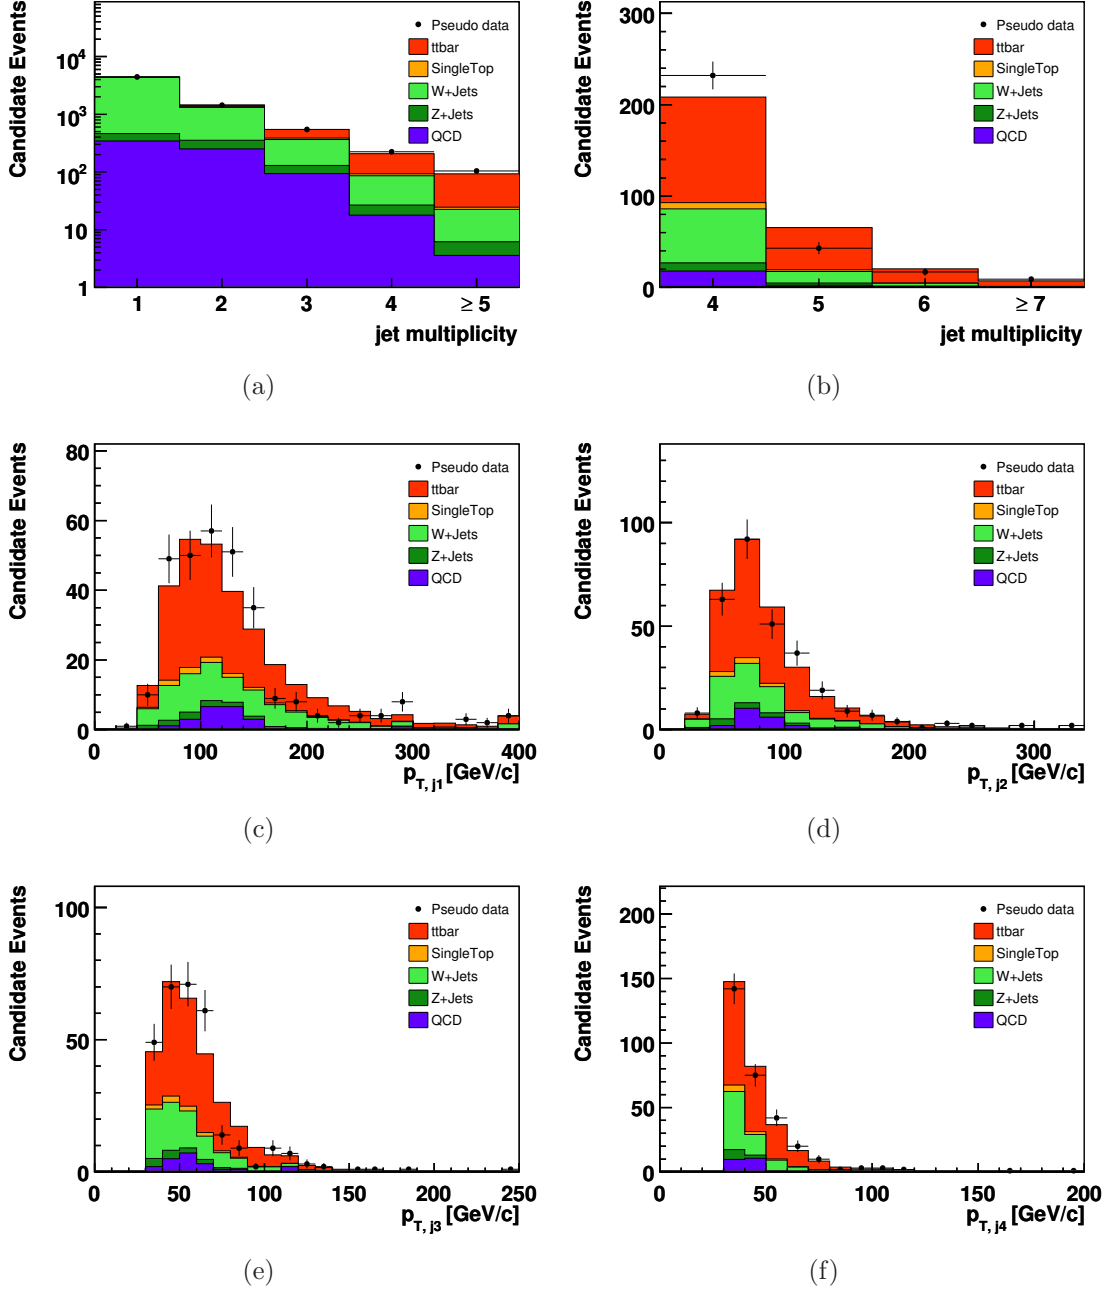 Candidate Events
10⁴
10³
10²
10
1
Pseudo data
ttbar
SingleTop
W+Jets
Z+Jets
QCD
1 2 3 4 ≥ 5
jet multiplicity
(a)
Candidate Events
300
200
100
0
Pseudo data
ttbar
SingleTop
W+Jets
Z+Jets
QCD
4 5 6 ≥ 7
jet multiplicity
(b)
Candidate Events
80
60
40
20
0
Pseudo data
ttbar
SingleTop
W+Jets
Z+Jets
QCD
0 100 200 300 400
p_T, j1 [GeV/c]
(c)
Candidate Events
100
50
0
Pseudo data
ttbar
SingleTop
W+Jets
Z+Jets
QCD
0 100 200 300
p_T, j2 [GeV/c]
(d)
Candidate Events
100
50
0
Pseudo data
ttbar
SingleTop
W+Jets
Z+Jets
QCD
0 50 100 150 200 250
p_T, j3 [GeV/c]
(e)
Candidate Events
200
150
100
50
0
Pseudo data
ttbar
SingleTop
W+Jets
Z+Jets
QCD
0 50 100 150 200
p_T, j4 [GeV/c]
(f)